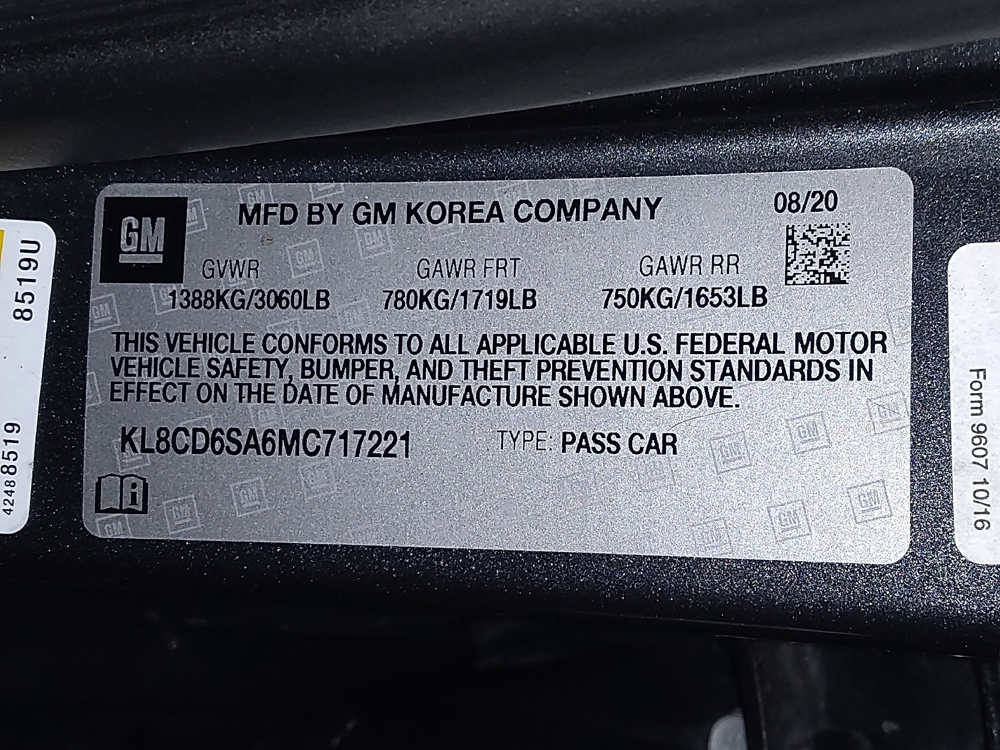 GM
MFD BY GM KOREA COMPANY
08/20
GVWR GAWR FRT GAWR RR
1388KG/3060LB 780KG/1719LB 750KG/1653LB
THIS VEHICLE CONFORMS TO ALL APPLICABLE U.S. FEDERAL MOTOR
VEHICLE SAFETY, BUMPER, AND THEFT PREVENTION STANDARDS IN
EFFECT ON THE DATE OF MANUFACTURE SHOWN ABOVE.
KL8CD6SA6MC717221 TYPE: PASS CAR
8519U
42488519
Form 9607 10/16